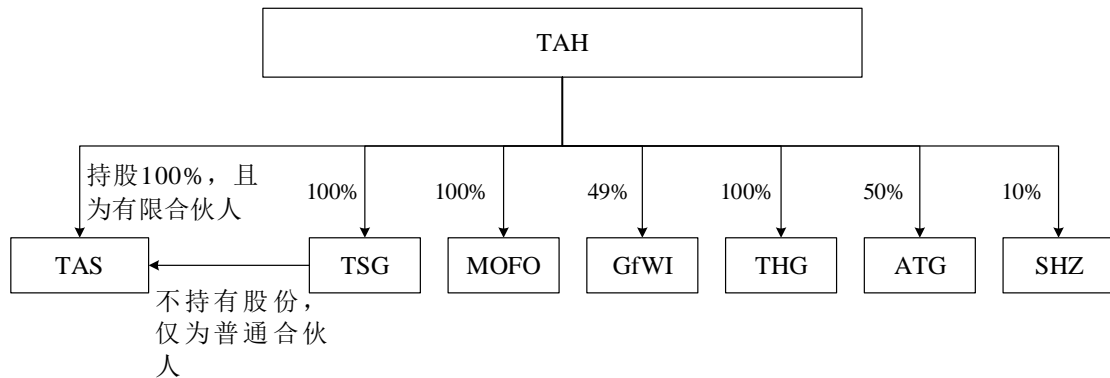 TAH
持股100%，且
为有限合伙人
100%
100%
49%
100%
50%
10%
TAS
TSG
MOFO
GfWI
THG
ATG
SHZ
不持有股份，
仅为普通合伙
人